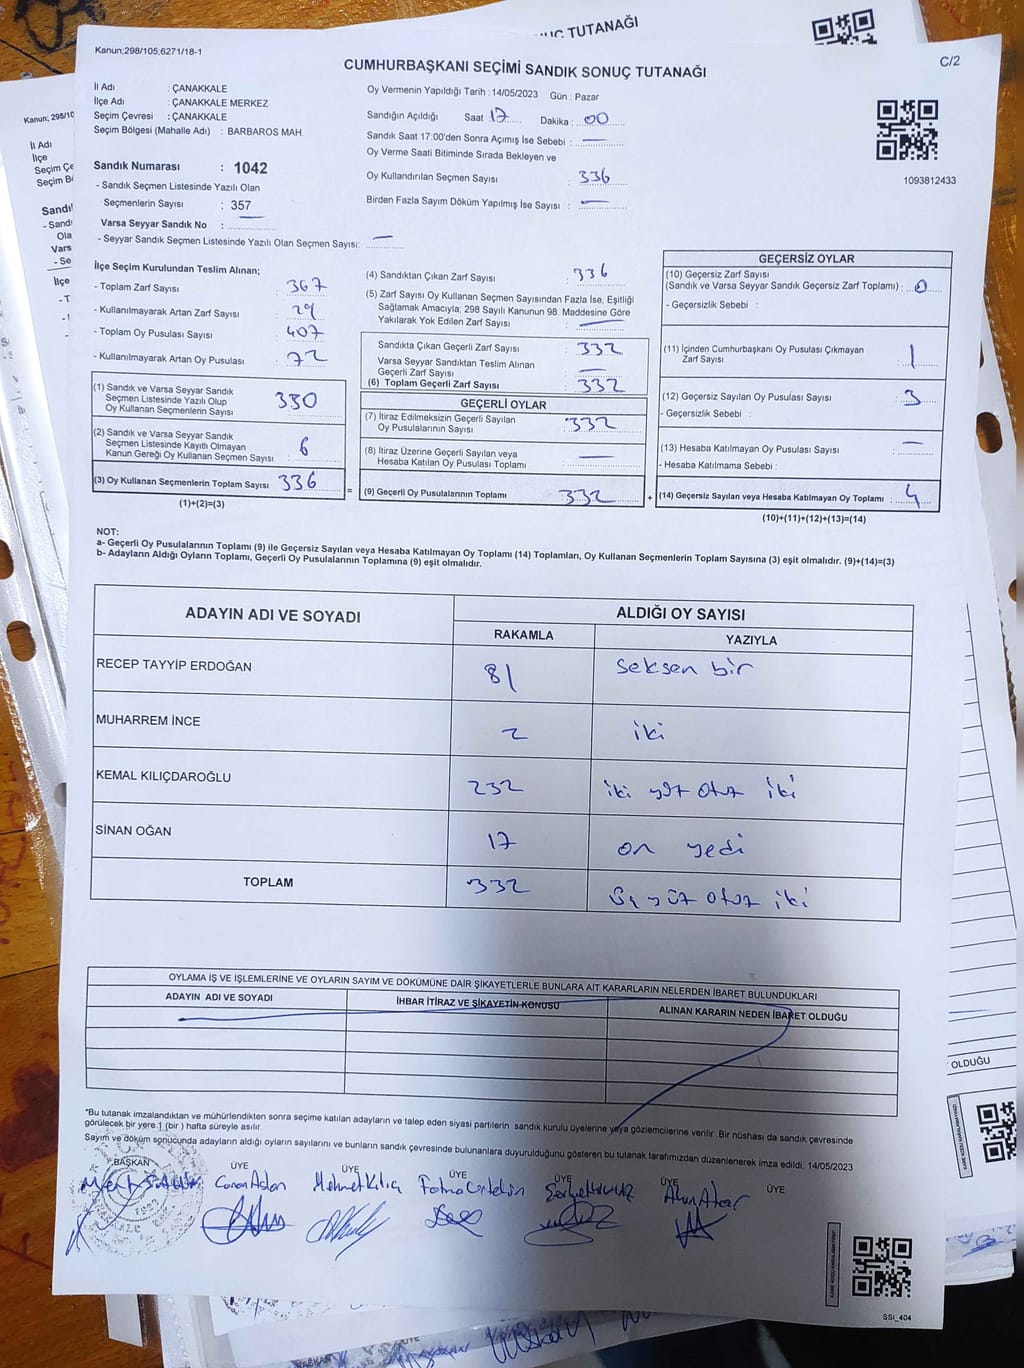 UÇ TUTANAĞI
Kanun;298/105,6271/18-1
C/2
CUMHURBAŞKANI SEÇİMİ SANDIK SONUÇ TUTANAĞI
İl Adı : ÇANAKKALE
İlçe Adı : ÇANAKKALE MERKEZ
Seçim Çevresi : ÇANAKKALE
Seçim Bölgesi (Mahalle Adı) : BARBAROS MAH.
Oy Vermenin Yapıldığı Tarih : 14/05/2023 Gün : Pazar
Sandığın Açıldığı Saat 17 Dakika : 00
Sandık Saat 17:00'den Sonra Açımış İse Sebebi : —
Oy Verme Saati Bitiminde Sırada Bekleyen ve
Oy Kullandırılan Seçmen Sayısı : 336
Birden Fazla Sayım Döküm Yapılmış İse Sayısı : —
1093812433
Sandık Numarası : 1042
- Sandık Seçmen Listesinde Yazılı Olan
Seçmenlerin Sayısı : 357
Varsa Seyyar Sandık No : —
- Seyyar Sandık Seçmen Listesinde Yazılı Olan Seçmen Sayısı: —
İlçe Seçim Kurulundan Teslim Alınan;
- Toplam Zarf Sayısı : 367
- Kullanılmayarak Artan Zarf Sayısı : 29
- Toplam Oy Pusulası Sayısı : 407
- Kullanılmayarak Artan Oy Pusulası : 72
(1) Sandık ve Varsa Seyyar Sandık
Seçmen Listesinde Yazılı Olup
Oy Kullanan Seçmenlerin Sayısı 330
(2) Sandık ve Varsa Seyyar Sandık
Seçmen Listesinde Kayıtlı Olmayan
Kanun Gereği Oy Kullanan Seçmen Sayısı : 6
(3) Oy Kullanan Seçmenlerin Toplam Sayısı 336
(1)+(2)=(3)
(4) Sandıktan Çıkan Zarf Sayısı : 336
(5) Zarf Sayısı Oy Kullanan Seçmen Sayısından Fazla İse, Eşitliği
Sağlamak Amacıyla; 298 Sayılı Kanunun 98. Maddesine Göre
Yakılarak Yok Edilen Zarf Sayısı : —
Sandıkta Çıkan Geçerli Zarf Sayısı : 332
Varsa Seyyar Sandıktan Teslim Alınan
Geçerli Zarf Sayısı : —
(6) Toplam Geçerli Zarf Sayısı : 332
GEÇERLİ OYLAR
(7) İtiraz Edilmeksizin Geçerli Sayılan
Oy Pusulalarının Sayısı : 332
(8) İtiraz Üzerine Geçerli Sayılan veya
Hesaba Katılan Oy Pusulası Toplamı : —
= (9) Geçerli Oy Pusulalarının Toplamı 332 +
GEÇERSİZ OYLAR
(10) Geçersiz Zarf Sayısı
(Sandık ve Varsa Seyyar Sandık Geçersiz Zarf Toplamı) : 0
- Geçersizlik Sebebi :
(11) İçinden Cumhurbaşkanı Oy Pusulası Çıkmayan
Zarf Sayısı : 1
(12) Geçersiz Sayılan Oy Pusulası Sayısı : 3
- Geçersizlik Sebebi :
(13) Hesaba Katılmayan Oy Pusulası Sayısı : —
- Hesaba Katılmama Sebebi :
(14) Geçersiz Sayılan veya Hesaba Katılmayan Oy Toplamı : 4
(10)+(11)+(12)+(13)=(14)
NOT:
a- Geçerli Oy Pusulalarının Toplamı (9) ile Geçersiz Sayılan veya Hesaba Katılmayan Oy Toplamı (14) Toplamları, Oy Kullanan Seçmenlerin Toplam Sayısına (3) eşit olmalıdır. (9)+(14)=(3)
b- Adayların Aldığı Oyların Toplamı, Geçerli Oy Pusulalarının Toplamına (9) eşit olmalıdır.
ADAYIN ADI VE SOYADI ALDIĞI OY SAYISI
RAKAMLA YAZIYLA
RECEP TAYYİP ERDOĞAN 81 seksen bir
MUHARREM İNCE 2 iki
KEMAL KILIÇDAROĞLU 232 iki yüz otuz iki
SİNAN OĞAN 17 on yedi
TOPLAM 332 üç yüz otuz iki
OYLAMA İŞ VE İŞLEMLERİNE VE OYLARIN SAYIM VE DÖKÜMÜNE DAİR ŞİKAYETLERLE BUNLARA AİT KARARLARIN NELERDEN İBARET BULUNDUKLARI
ADAYIN ADI VE SOYADI İHBAR İTİRAZ VE ŞİKAYETİN KONUSU ALINAN KARARIN NEDEN İBARET OLDUĞU
*Bu tutanak imzalandıktan ve mühürlendikten sonra seçime katılan adayların ve talep eden siyasi partilerin sandık kurulu üyelerine veya gözlemcilerine verilir .Bir nüshası da sandık çevresinde
görülecek bir yere 1 (bir ) hafta süreyle asılır.
Sayım ve döküm sonucunda adayların aldığı oyların sayılarını ve bunların sandık çevresinde bulunanlara duyurulduğunu gösteren bu tutanak tarafımızdan düzenlenerek imza edildi. 14/05/2023
BAŞKAN ÜYE ÜYE ÜYE ÜYE ÜYE ÜYE
Mehmet Kılıç Fatma
SSI_404
OLDUĞU
BAŞKAN ÜYE